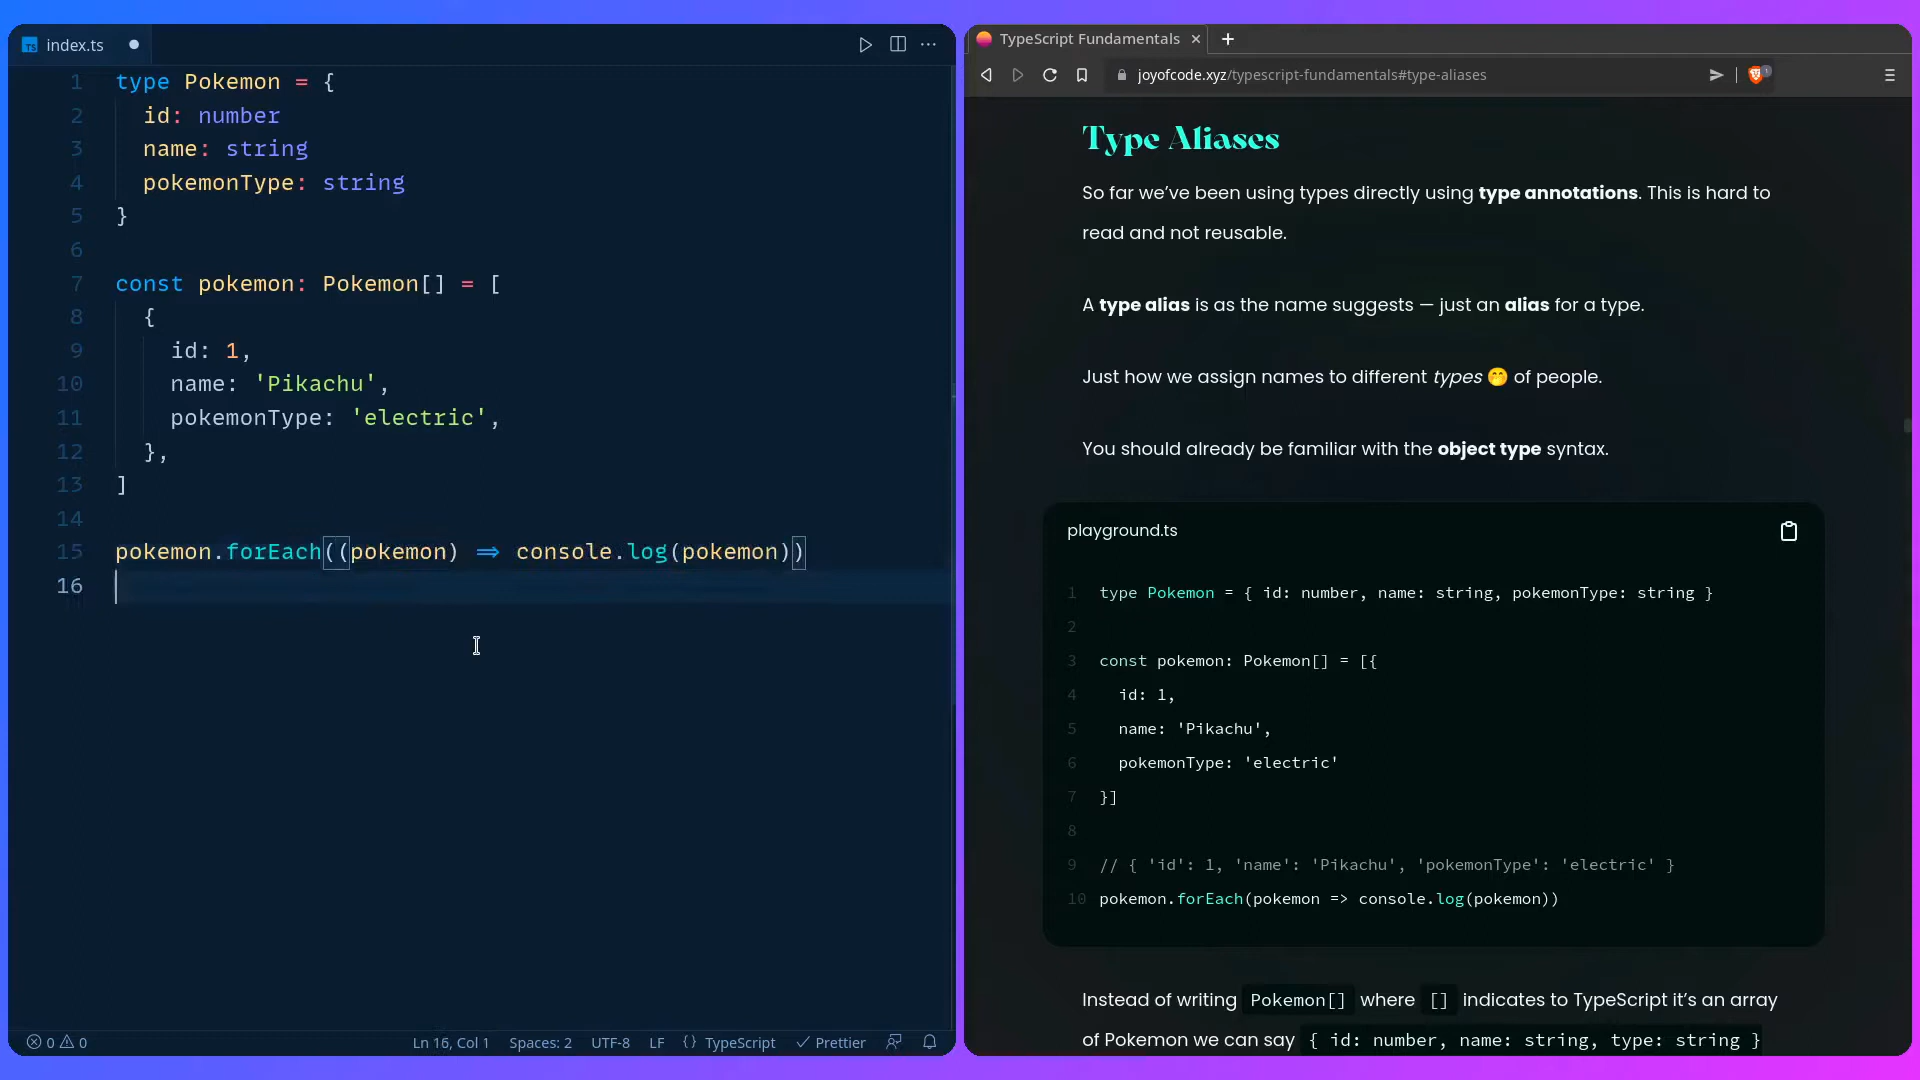 index.ts
1 type Pokemon = {
2 id: number
3 name: string
4 pokemonType: string
5 }
6
7 const pokemon: Pokemon[] = [
8 {
9 id: 1,
10 name: 'Pikachu',
11 pokemonType: 'electric',
12 },
13 ]
14
15 pokemon.forEach((pokemon) => console.log(pokemon))
16
0 0 Ln 16, Col 1 Spaces: 2 UTF-8 LF {} TypeScript Prettier
TypeScript Fundamentals
joyofcode.xyz/typescript-fundamentals#type-aliases
1
Type Aliases
So far we’ve been using types directly using type annotations. This is hard to
read and not reusable.
A type alias is as the name suggests — just an alias for a type.
Just how we assign names to different types 🤭 of people.
You should already be familiar with the object type syntax.
playground.ts
1 type Pokemon = { id: number, name: string, pokemonType: string }
2
3 const pokemon: Pokemon[] = [{
4 id: 1,
5 name: 'Pikachu',
6 pokemonType: 'electric'
7 }]
8
9 // { 'id': 1, 'name': 'Pikachu', 'pokemonType': 'electric' }
10 pokemon.forEach(pokemon => console.log(pokemon))
Instead of writing Pokemon[] where [] indicates to TypeScript it’s an array
of Pokemon we can say { id: number, name: string, type: string }